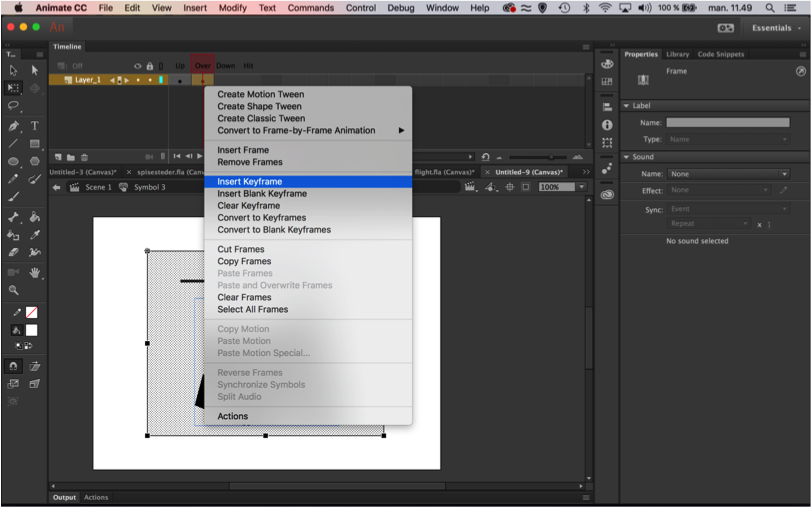 Animate CC File Edit View Insert Modify Text Commands Control Debug Window Help 100 % man. 11.49
An Essentials
Timeline
T...
Properties Library Code Snippets
Off Up Over Down Hit
Frame
Layer_1
Create Motion Tween
Create Shape Tween
Create Classic Tween
Convert to Frame-by-Frame Animation
Insert Frame
Remove Frames
Insert Keyframe
Insert Blanky Keyframe
Clear Keyframe
Convert to Keyframes
Convert to Blank Keyframes
Cut Frames
Copy Frames
Paste Frames
Paste and Overwrite Frames
Clear Frames
Select All Frames
Copy Motion
Paste Motion
Paste Motion Special...
Reverse Frames
Synchronize Symbols
Split Audio
Actions
Untitled-3 (Canvas)* × spisesteder.fla (Canv flight.fla (Canvas)* × Untitled-9 (Canvas)* >>
Scene 1 Symbol 3 100%
Label
Name:
Type: Name
Sound
Name: None
Effect: None
Sync: Event
Repeat x 1
No sound selected
Output Actions